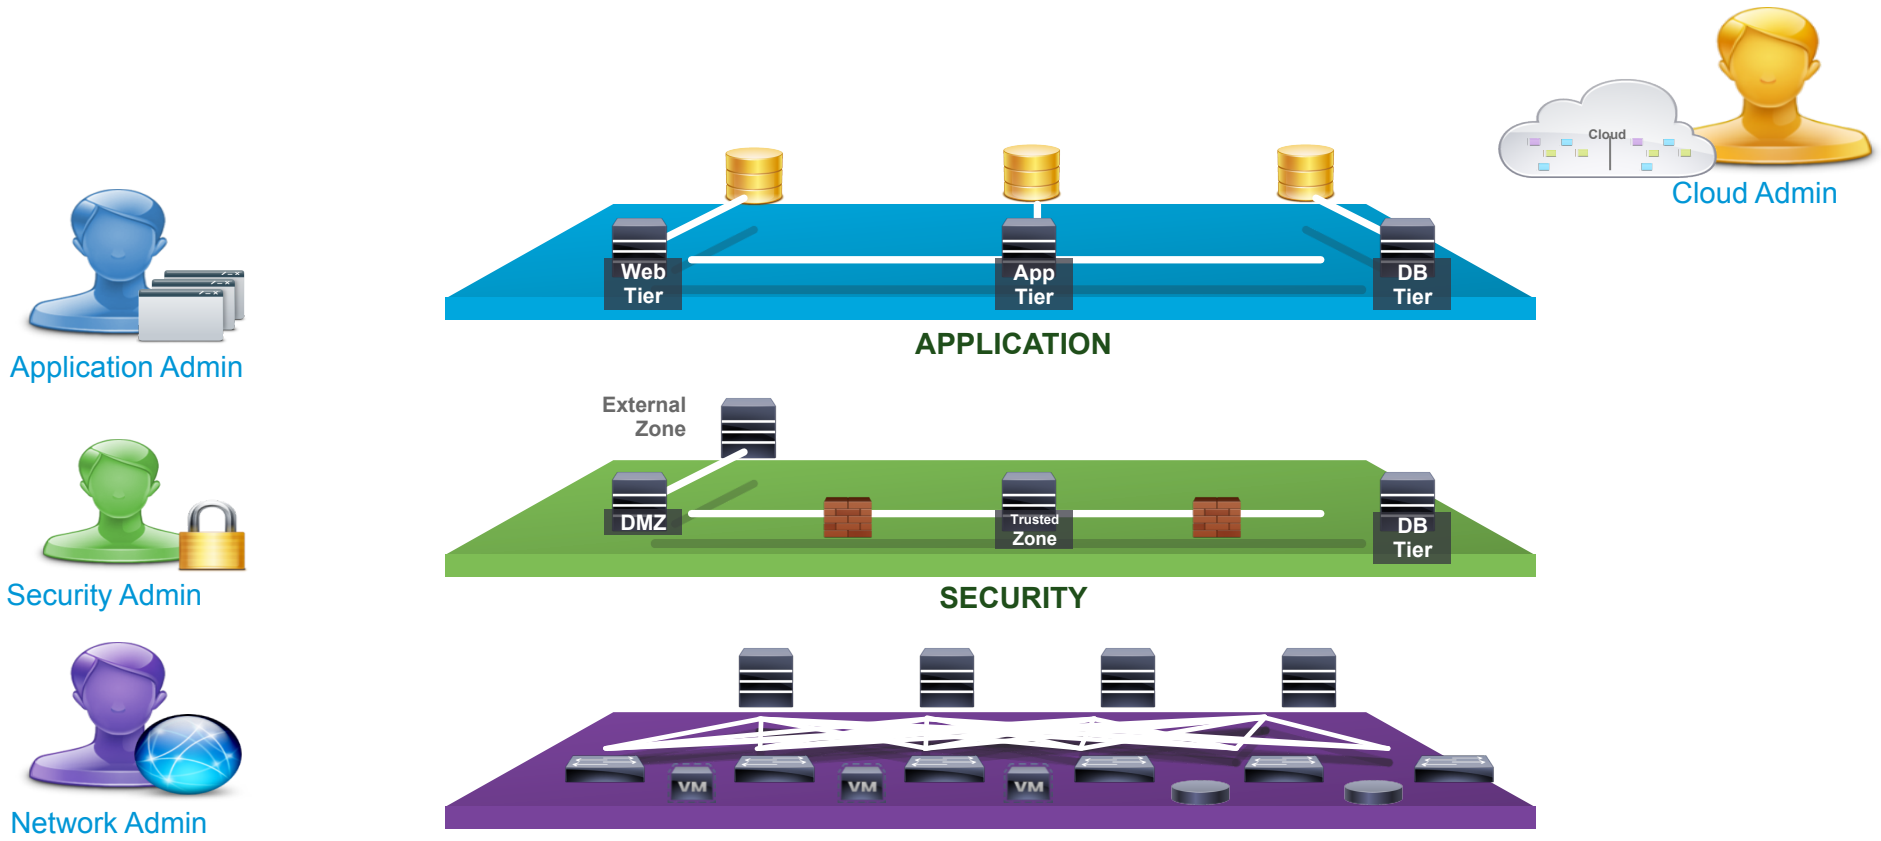 Cloud
Cloud Admin
Web
Tier
App
Tier
DB
Tier
APPLICATION
Application Admin
External
Zone
DMZ
Trusted
Zone
DB
Tier
SECURITY
Security Admin
VM
VM
VM
Network Admin